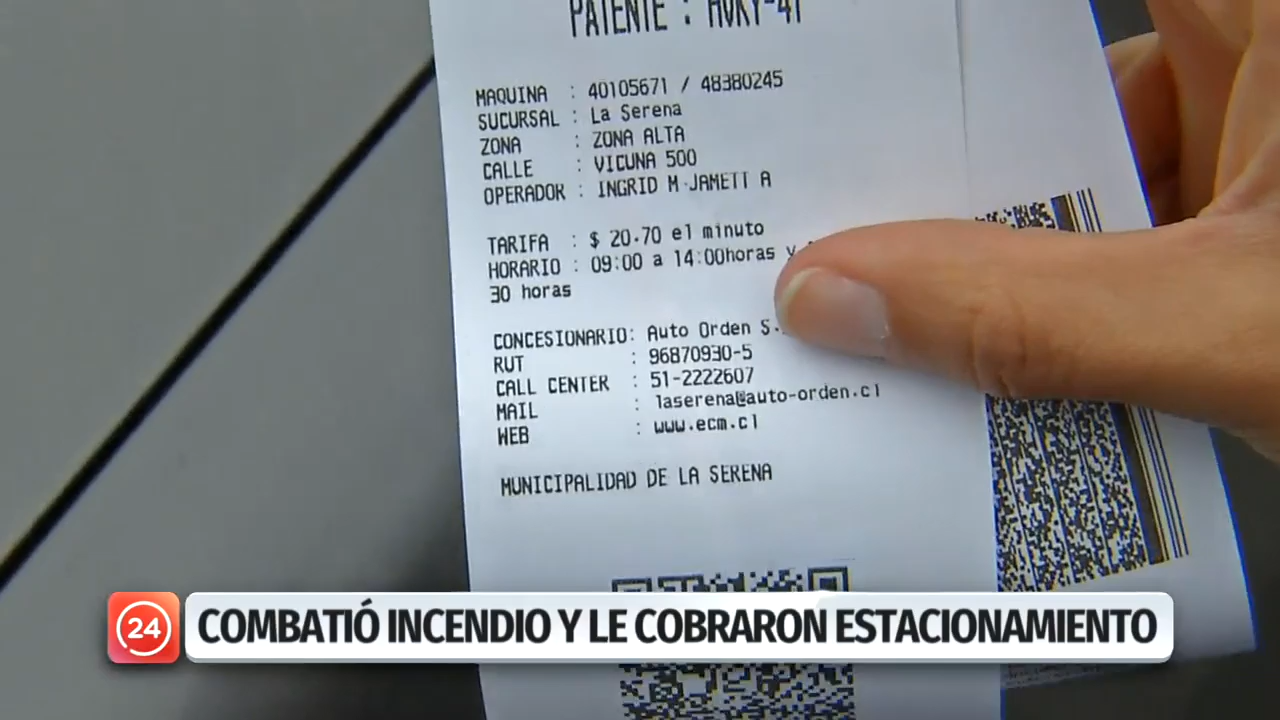 PATENTE :
MAQUINA : 40105671 / 48380245
SUCURSAL : La Serena
ZONA : ZONA ALTA
CALLE : VICUNA 500
OPERADOR : INGRID M JAMETT A
TARIFA : $ 20.70 el minuto
HORARIO : 09:00 a 14:00horas y
30 horas
CONCESIONARIO: Auto Orden S.
RUT : 96870930-5
CALL CENTER : 51-2222607
MAIL : laserena@auto-orden.cl
WEB : www.ecm.cl
MUNICIPALIDAD DE LA SERENA
24 COMBATIÓ INCENDIO Y LE COBRARON ESTACIONAMIENTO